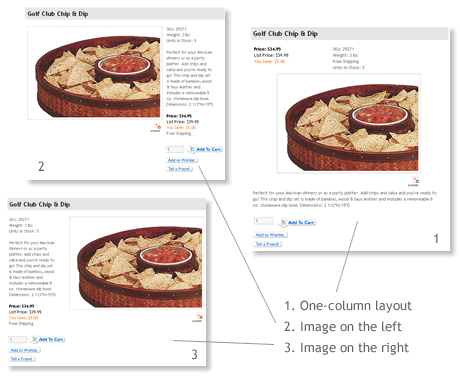 Golf Club Chip & Dip
SKU: 29271
Weight: 3 lbs
Units in Stock: 5
Perfect for your Mexican
dinners or as a party
platter. Add chips and
salsa and you're ready to
go! This chip and dip set
is made of bamboo, wood
& faux leather and
includes a removable 8
oz. stoneware dip bowl.
Dimensions: 2 1/2"x 15"D
Price: $34.95
List Price: $39.95
You Save: $5.00
Free Shipping
1
Add To Cart
Add to Wishlist
Tell a Friend
2
Golf Club Chip & Dip
Price: $34.95
List Price: $39.95
You Save: $5.00
SKU: 29271
Weight: 3 lbs
Free Shipping
Units in Stock: 5
Perfect for your Mexican dinners or as a party platter. Add chips and salsa and you're ready to
go! This chip and dip set is made of bamboo, wood & faux leather and includes a removable 8
oz. stoneware dip bowl. Dimensions: 2 1/2"x 15"D
1
Add To Cart
Add to Wishlist
Tell a Friend
1
Golf Club Chip & Dip
SKU: 29271
Weight: 3 lbs
Units in Stock: 5
Perfect for your Mexican
dinners or as a party
platter. Add chips and
salsa and you're ready to
go! This chip and dip set
is made of bamboo, wood
& faux leather and
includes a removable 8
oz. stoneware dip bowl.
Dimensions: 2 1/2"x 15"D
Price: $34.95
List Price: $39.95
You Save: $5.00
Free Shipping
1
Add To Cart
Add to Wishlist
Tell a Friend
3
1. One-column layout
2. Image on the left
3. Image on the right